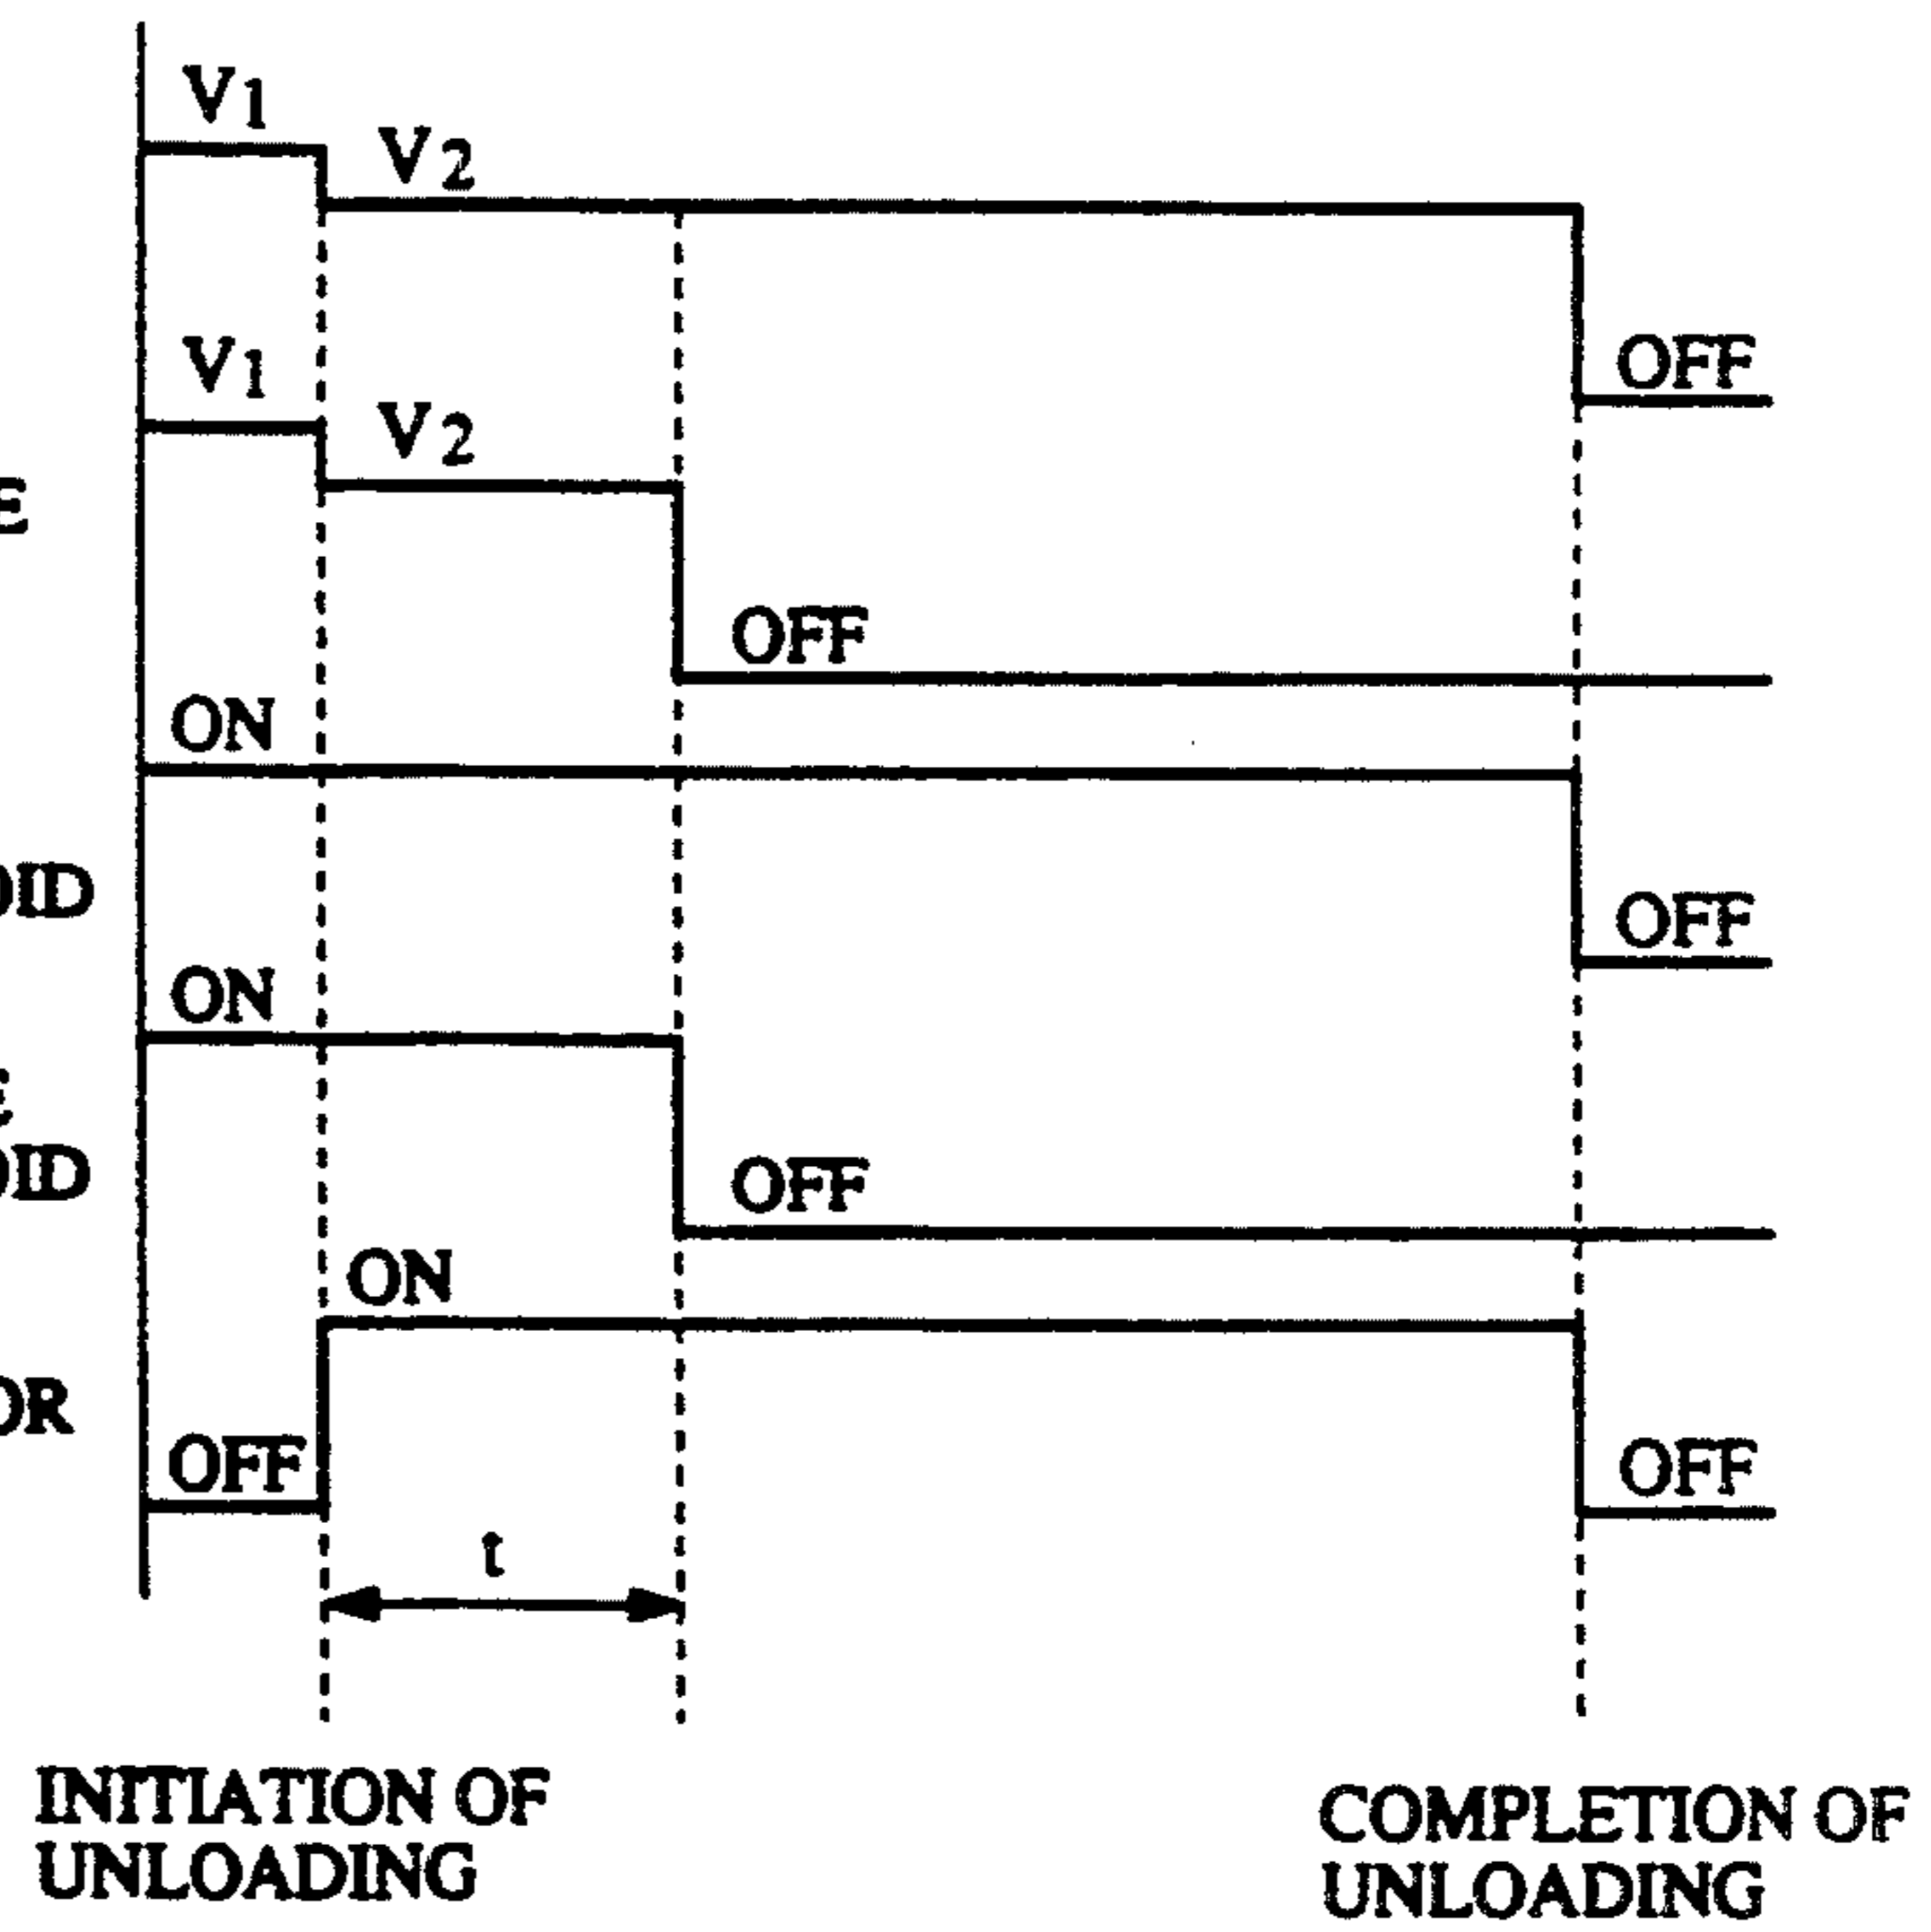 V1
V2
OFF
V1
V2
E
OFF
ON
OID
OFF
ON
E
OID
OFF
ON
OR
OFF
OFF
t
INITIATION OF
UNLOADING
COMPLETION OF
UNLOADING